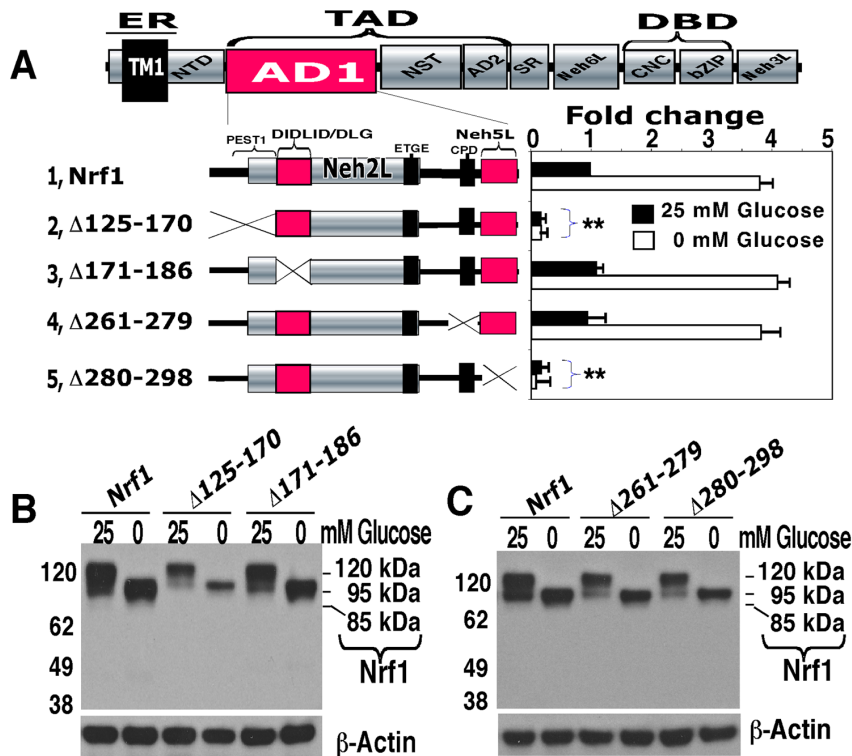 ER
TAD
DBD
A
TM1
NTD
AD1
NST
AD2
SR
Neh6L
CNC
bZIP
Neh3L
Fold change
0 1 2 3 4 5
PEST1
DIDLID/DLG
Neh2L
ETGE
CPD
Neh5L
1, Nrf1
2, Δ125-170
3, Δ171-186
4, Δ261-279
5, Δ280-298
**
25 mM Glucose
0 mM Glucose
**
B
Nrf1 Δ125-170 Δ171-186
25 0 25 0 25 0 mM Glucose
120
62
49
38
120 kDa
95 kDa
85 kDa
Nrf1
β-Actin
C
Nrf1 Δ261-279 Δ280-298
25 0 25 0 25 0 mM Glucose
120
62
49
38
120 kDa
95 kDa
85 kDa
Nrf1
β-Actin